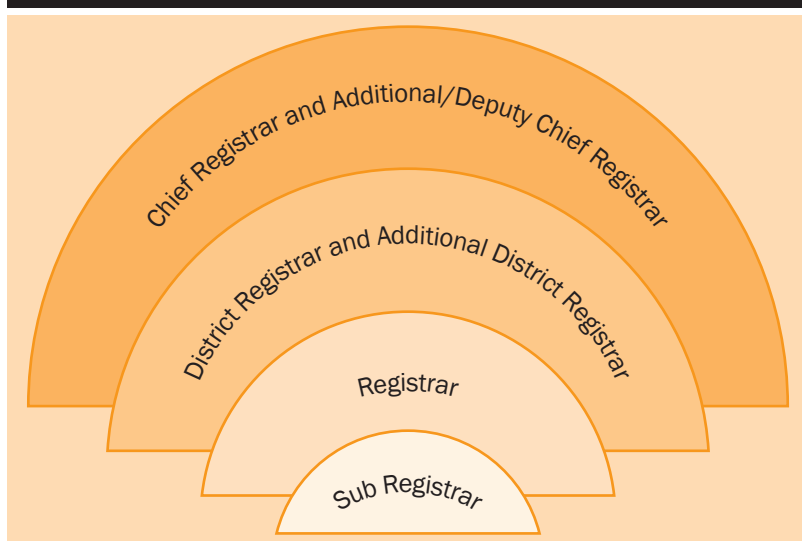 Chief Registrar and Additional/Deputy Chief Registrar
District Registrar and Additional District Registrar
Registrar
Sub Registrar